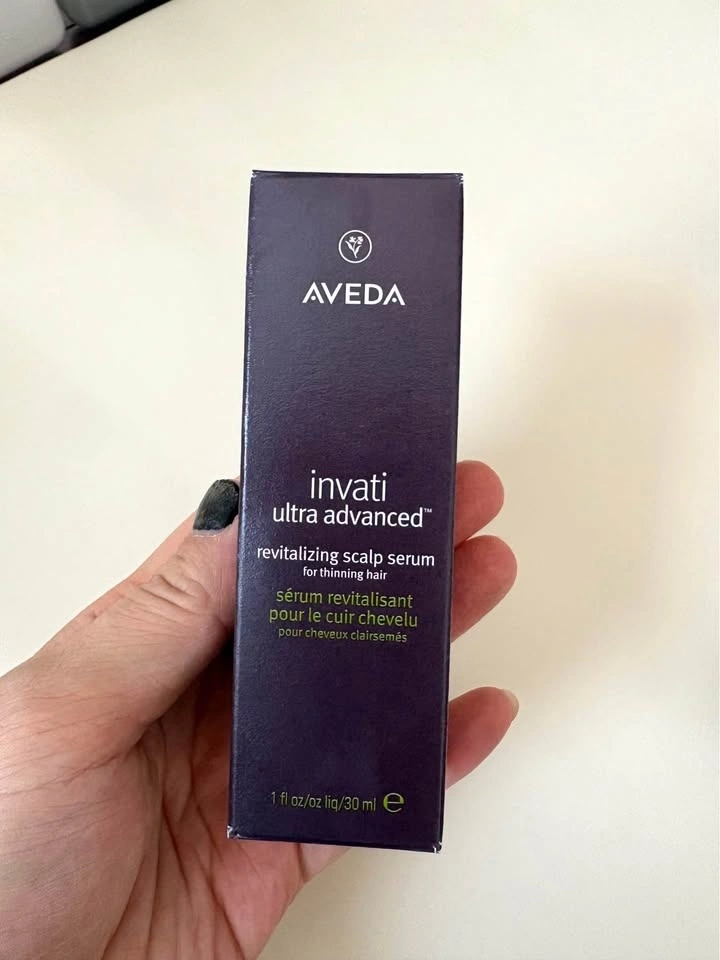 AVEDA
invati
ultra advanced™
revitalizing scalp serum
for thinning hair
sérum revitalisant
pour le cuir chevelu
pour cheveux clairsemés
1 fl oz/oz liq/30 ml ℮